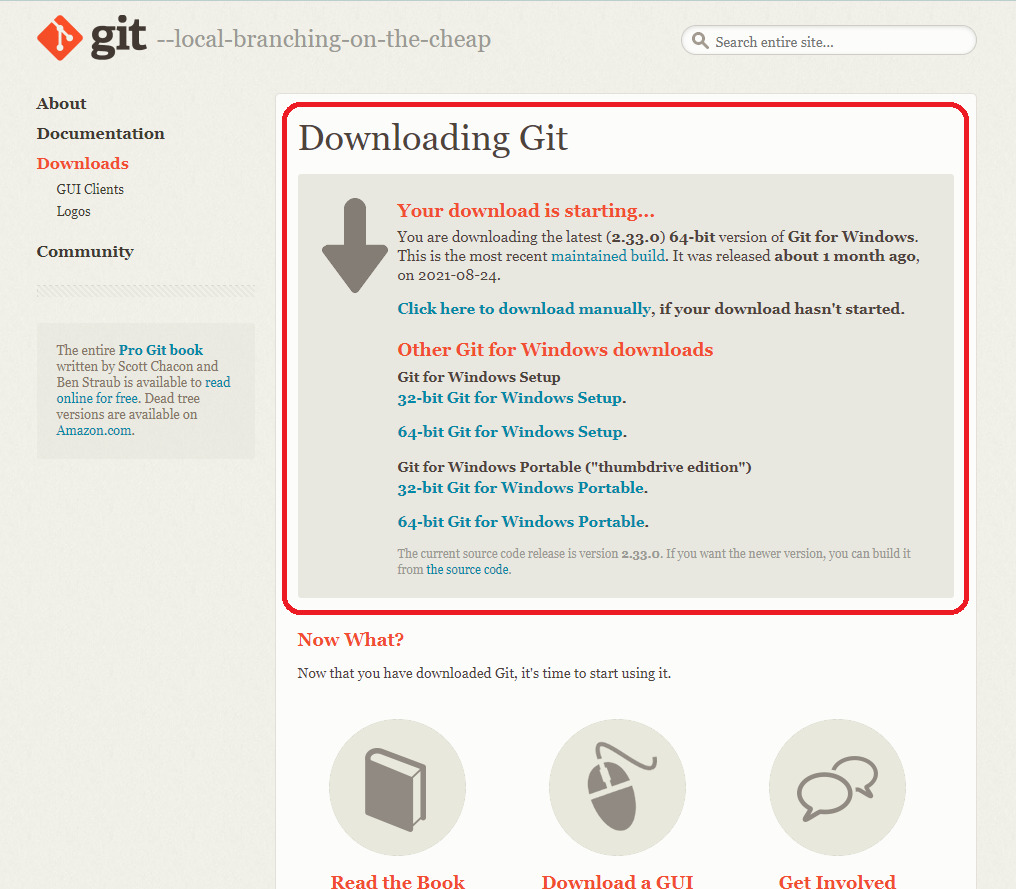 git --local-branching-on-the-cheap
Search entire site...
About
Documentation
Downloads
GUI Clients
Logos
Community
The entire Pro Git book
written by Scott Chacon and
Ben Straub is available to read
online for free. Dead tree
versions are available on
Amazon.com.
Downloading Git
Your download is starting...
You are downloading the latest (2.33.0) 64-bit version of Git for Windows.
This is the most recent maintained build. It was released about 1 month ago,
on 2021-08-24.
Click here to download manually, if your download hasn't started.
Other Git for Windows downloads
Git for Windows Setup
32-bit Git for Windows Setup.
64-bit Git for Windows Setup.
Git for Windows Portable ("thumbdrive edition")
32-bit Git for Windows Portable.
64-bit Git for Windows Portable.
The current source code release is version 2.33.0. If you want the newer version, you can build it
from the source code.
Now What?
Now that you have downloaded Git, it's time to start using it.
Read the Book
Download a GUI
Get Involved